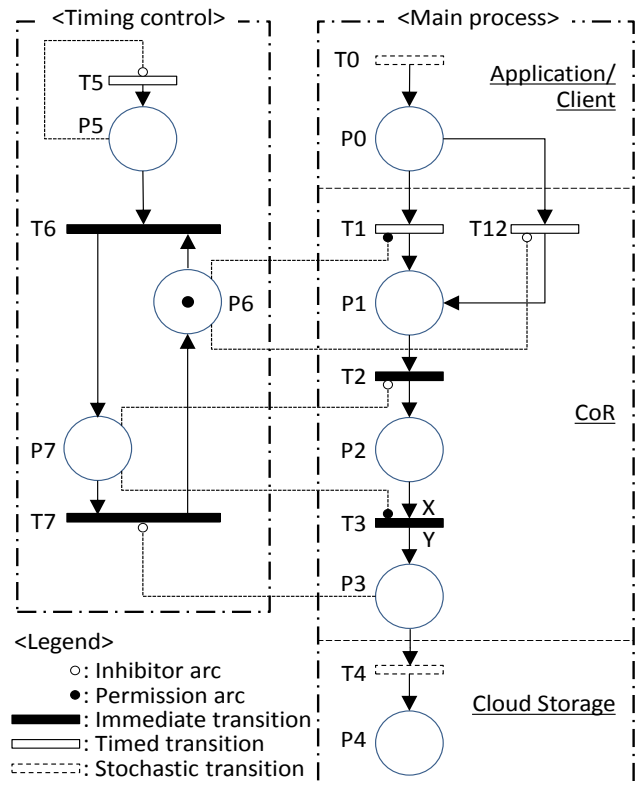 <Timing control>
<Main process>
T0
Application/
Client
T5
P5
P0
T6
T1
T12
P6
P1
T2
CoR
P7
P2
X
T7
T3
Y
P3
<Legend>
: Inhibitor arc
: Permission arc
: Immediate transition
: Timed transition
: Stochastic transition
T4
Cloud Storage
P4